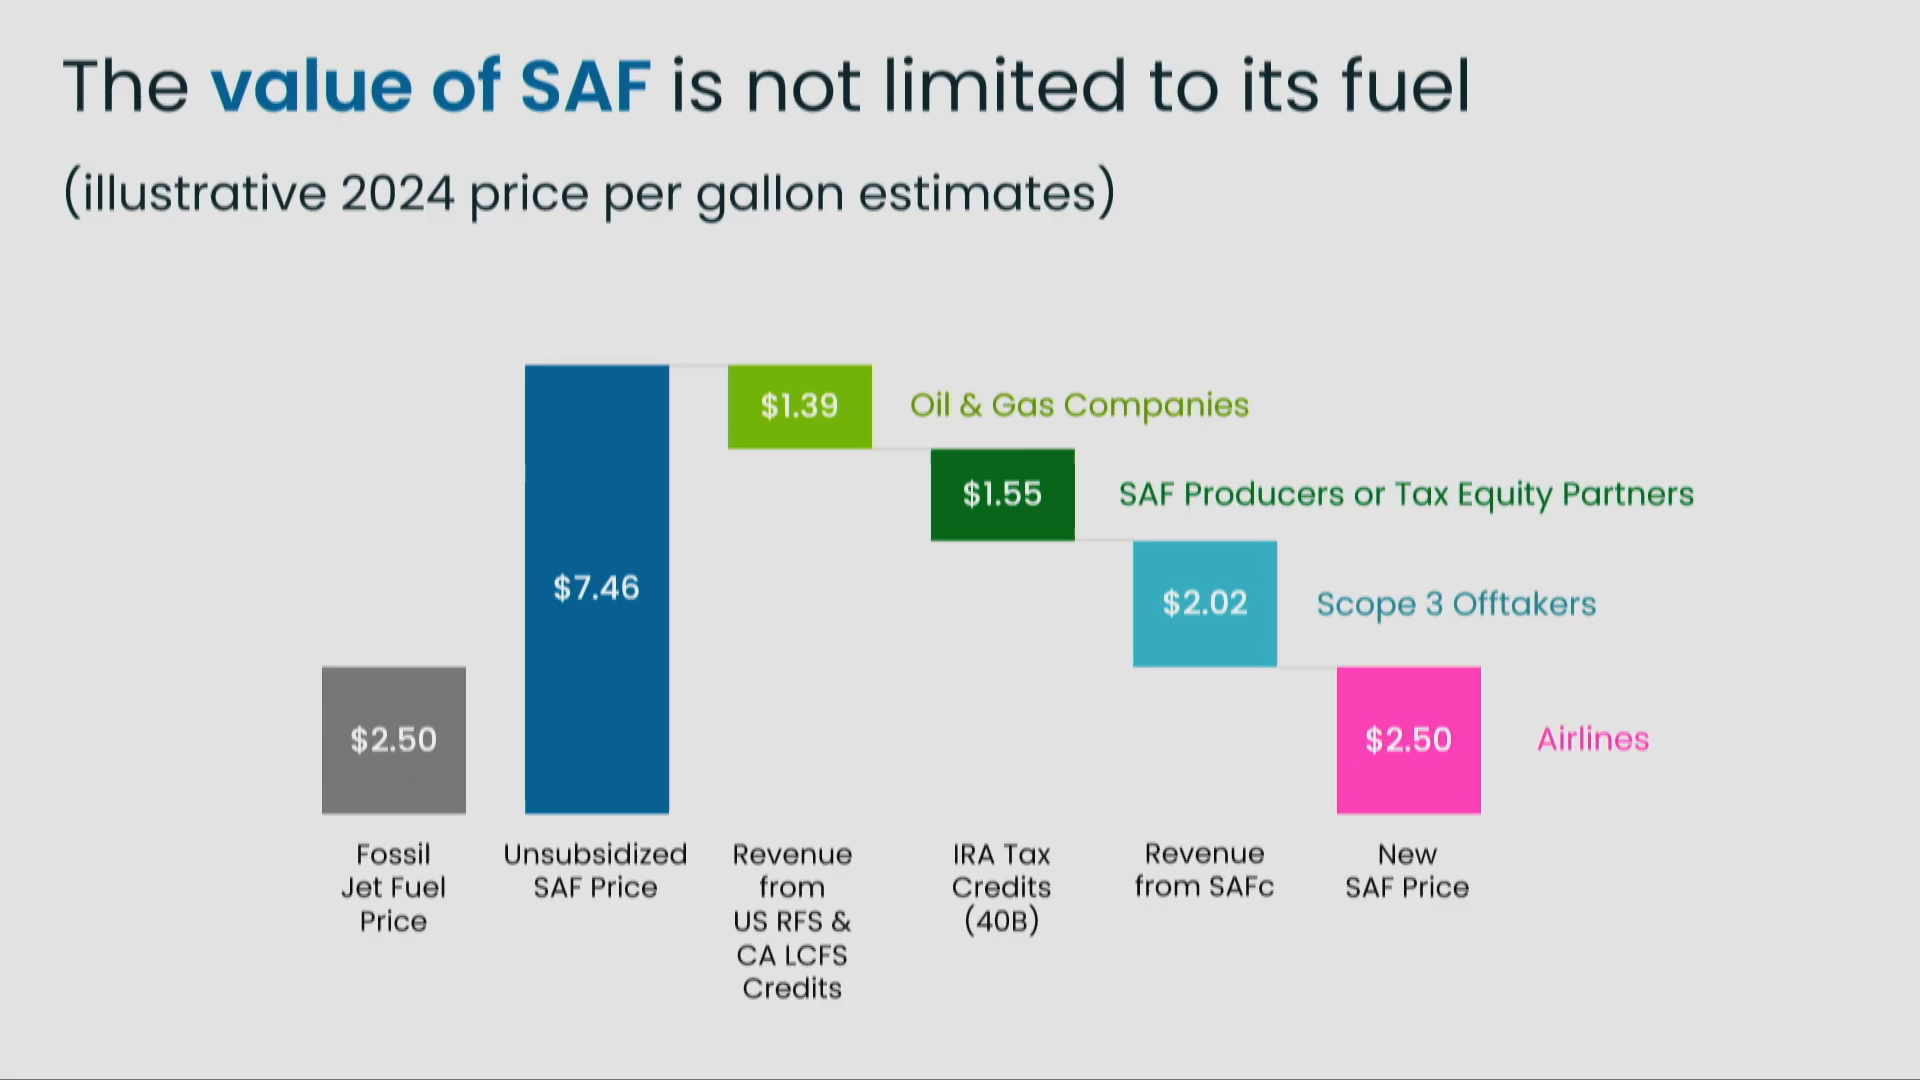 The value of SAF is not limited to its fuel
(illustrative 2024 price per gallon estimates)
$1.39
Oil & Gas Companies
$1.55
SAF Producers or Tax Equity Partners
$7.46
$2.02
Scope 3 Offtakers
$2.50
$2.50
Airlines
Fossil
Jet Fuel
Price
Unsubsidized
SAF Price
Revenue
from
US RFS &
CA LCFS
Credits
IRA Tax
Credits
(40B)
Revenue
from SAFc
New
SAF Price